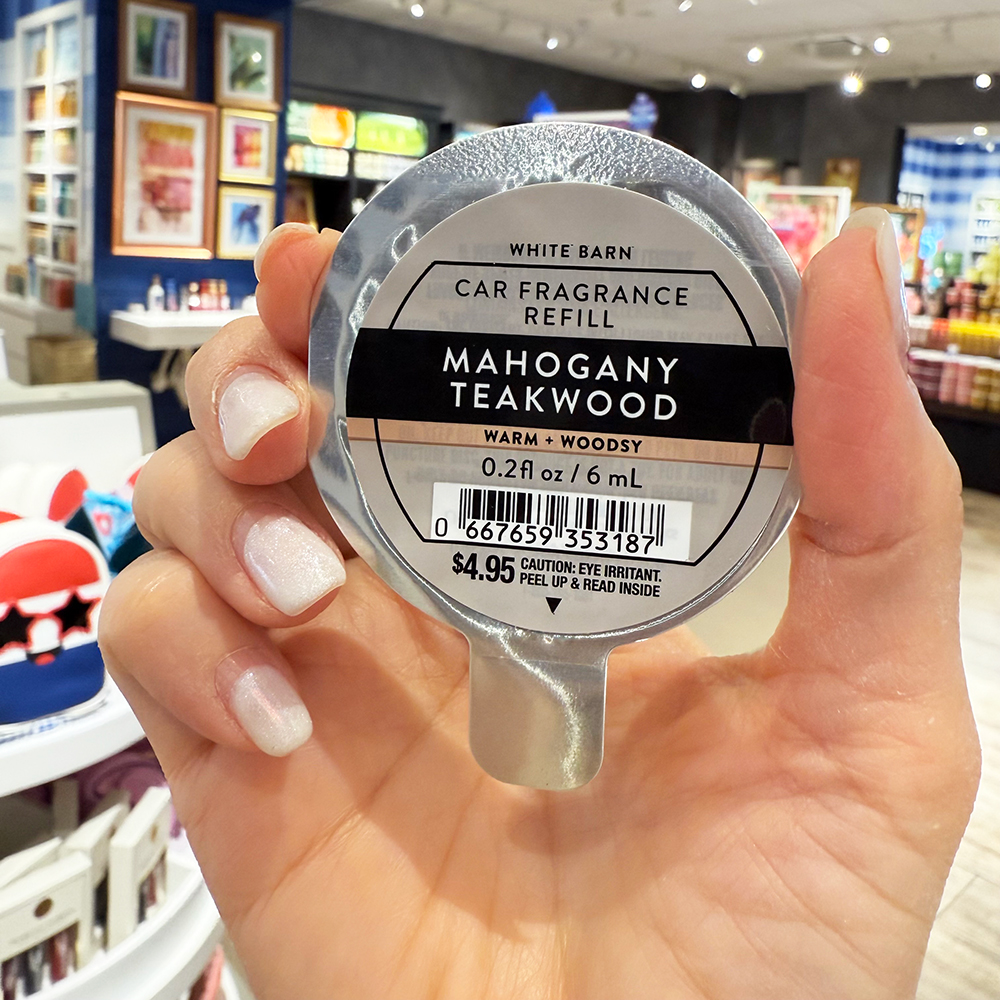 WHITE BARN
CAR FRAGRANCE
REFILL
MAHOGANY
TEAKWOOD
WARM + WOODSY
0.2fl oz / 6 mL
0 667659 353187
$4.95 CAUTION: EYE IRRITANT.
PEEL UP & READ INSIDE